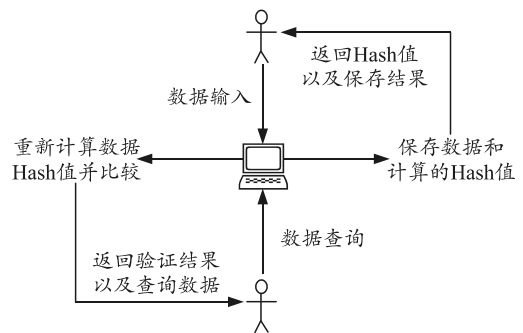 返回Hash值
以及保存结果
数据输入
重新计算数据
Hash值并比较
保存数据和
计算的Hash值
数据查询
返回验证结果
以及查询数据